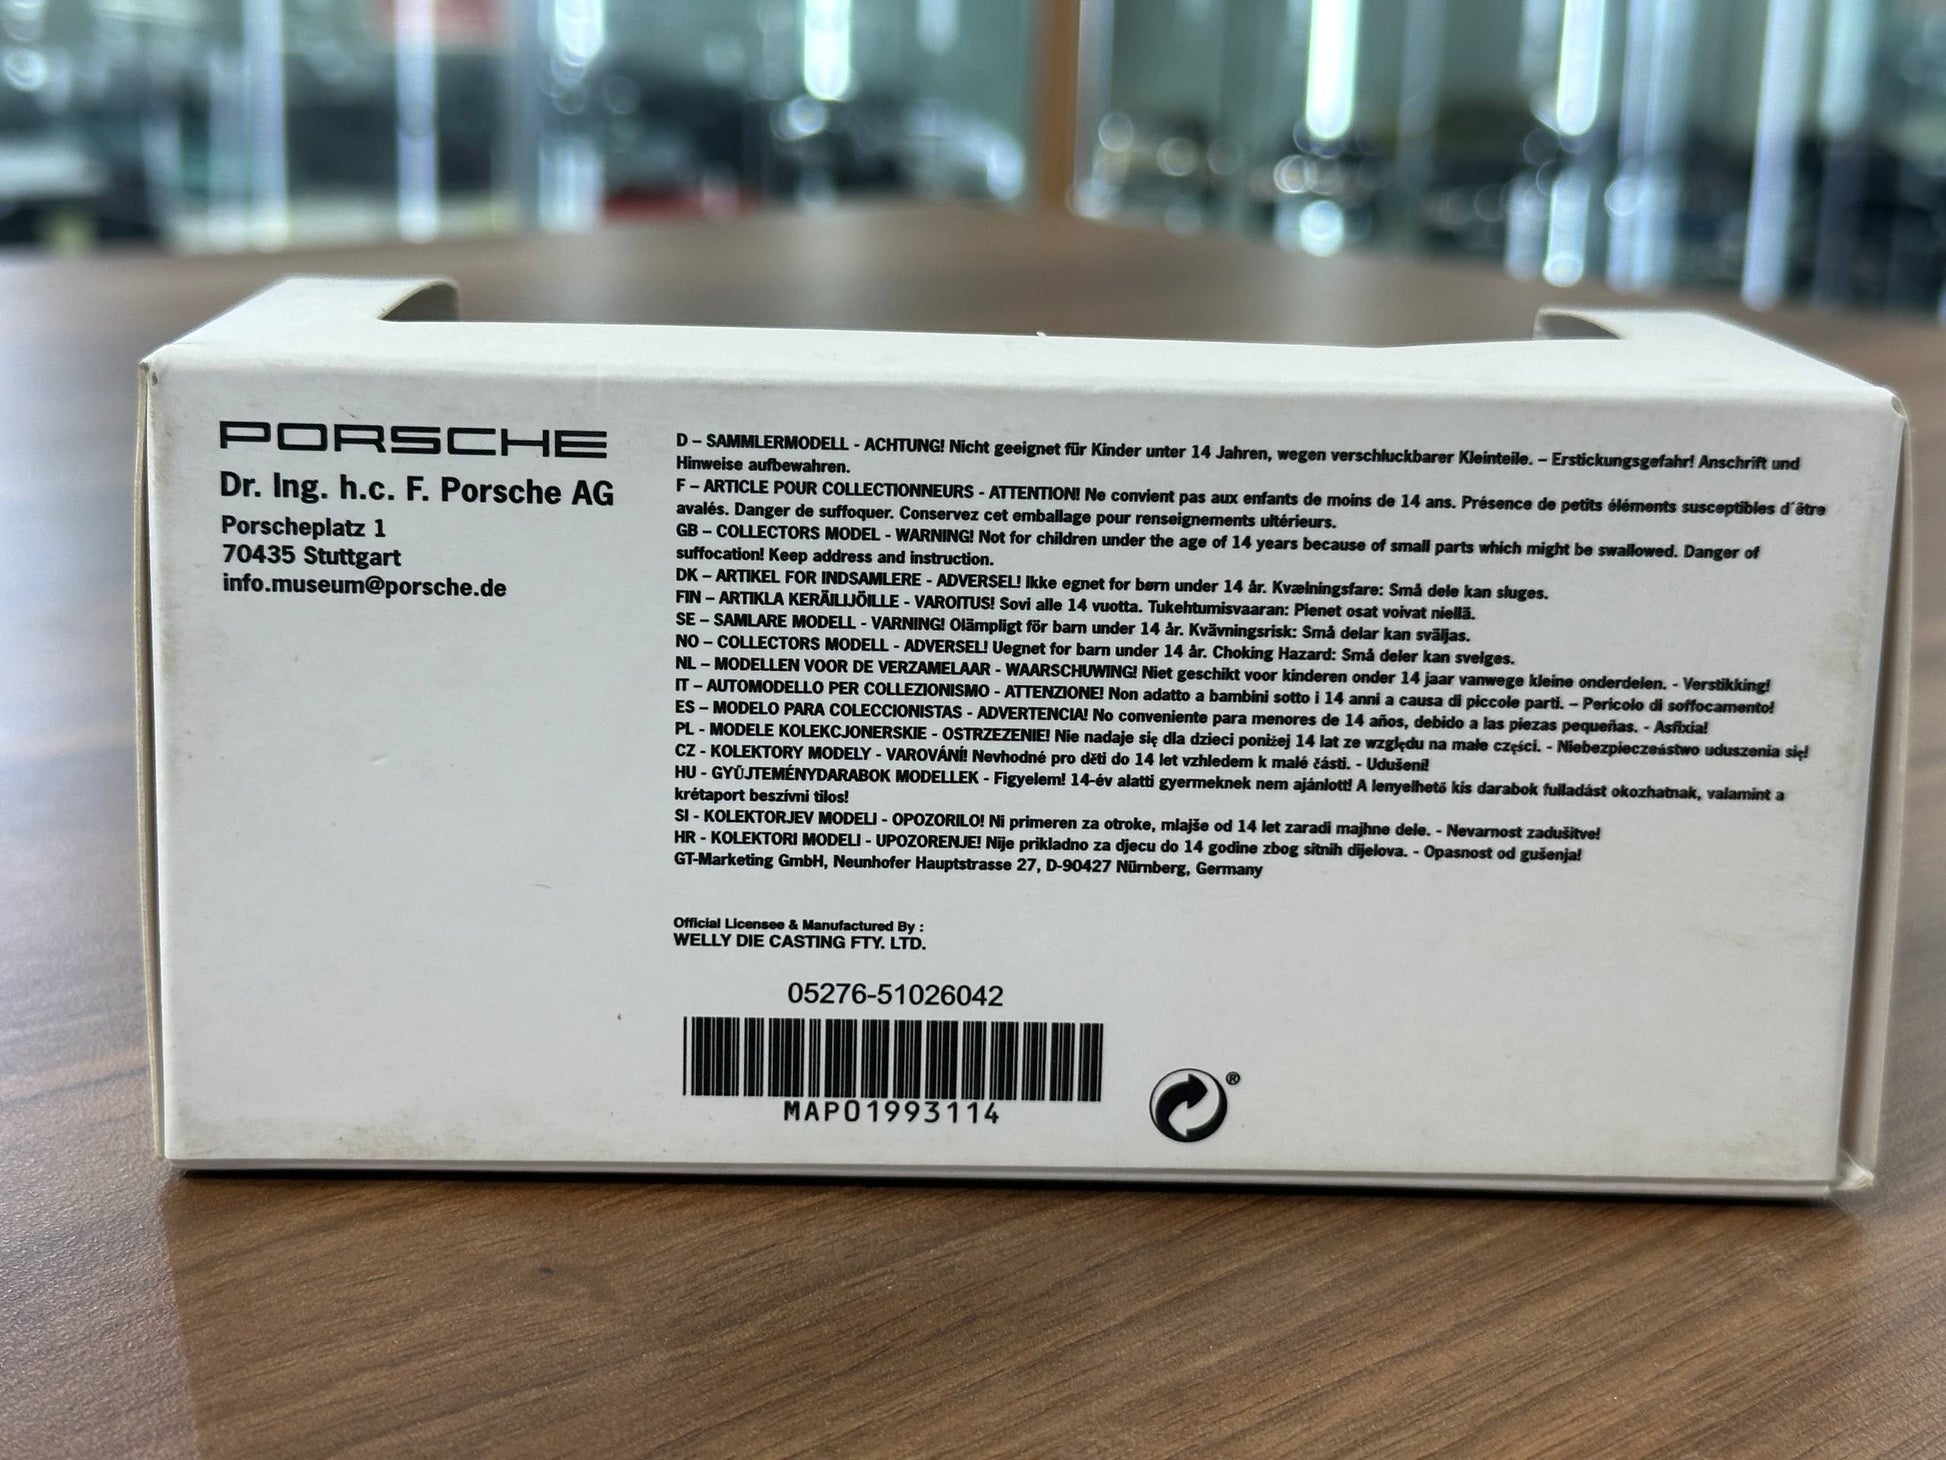 PORSCHE
Dr. Ing. h.c. F. Porsche AG
Porscheplatz 1
70435 Stuttgart
info.museum@porsche.de
D – SAMMLERMODELL - ACHTUNG! Nicht geeignet für Kinder unter 14 Jahren, wegen verschluckbarer Kleinteile. – Erstickungsgefahr! Anschrift und
Hinweise aufbewahren.
F – ARTICLE POUR COLLECTIONNEURS - ATTENTION! Ne convient pas aux enfants de moins de 14 ans. Présence de petits éléments susceptibles d´être
avalés. Danger de suffoquer. Conservez cet emballage pour renseignements ultérieurs.
GB – COLLECTORS MODEL - WARNING! Not for children under the age of 14 years because of small parts which might be swallowed. Danger of
suffocation! Keep address and instruction.
DK – ARTIKEL FOR INDSAMLERE - ADVERSEL! Ikke egnet for børn under 14 år. Kvælningsfare: Små dele kan sluges.
FIN – ARTIKLA KERÄILIJÖILLE - VAROITUS! Sovi alle 14 vuotta. Tukehtumisvaaran: Pienet osat voivat niellä.
SE – SAMLARE MODELL - VARNING! Olämpligt för barn under 14 år. Kvävningsrisk: Små delar kan sväljas.
NO – COLLECTORS MODELL - ADVERSEL! Uegnet for barn under 14 år. Choking Hazard: Små deler kan svelges.
NL – MODELLEN VOOR DE VERZAMELAAR - WAARSCHUWING! Niet geschikt voor kinderen onder 14 jaar vanwege kleine onderdelen. - Verstikking!
IT – AUTOMODELLO PER COLLEZIONISMO - ATTENZIONE! Non adatto a bambini sotto i 14 anni a causa di piccole parti. – Pericolo di soffocamento!
ES – MODELO PARA COLECCIONISTAS - ADVERTENCIA! No conveniente para menores de 14 años, debido a las piezas pequeñas. - Asfixia!
PL - MODELE KOLEKCJONERSKIE - OSTRZEZENIE! Nie nadaje się dla dzieci poniżej 14 lat ze względu na małe części. - Niebezpieczeństwo uduszenia się!
CZ - KOLEKTORY MODELY - VAROVÁNÍ! Nevhodné pro děti do 14 let vzhledem k malé části. - Udušení!
HU - GYŰJTEMÉNYDARABOK MODELLEK - Figyelem! 14-év alatti gyermeknek nem ajánlott! A lenyelhető kis darabok fulladást okozhatnak, valamint a
krétaport beszívni tilos!
SI - KOLEKTORJEV MODELI - OPOZORILO! Ni primeren za otroke, mlajše od 14 let zaradi majhne dele. - Nevarnost zadušitve!
HR - KOLEKTORI MODELI - UPOZORENJE! Nije prikladno za djecu do 14 godine zbog sitnih dijelova. - Opasnost od gušenja!
GT-Marketing GmbH, Neunhofer Hauptstrasse 27, D-90427 Nürnberg, Germany
Official Licensee & Manufactured By :
WELLY DIE CASTING FTY. LTD.
05276-51026042
MAP01993114
®